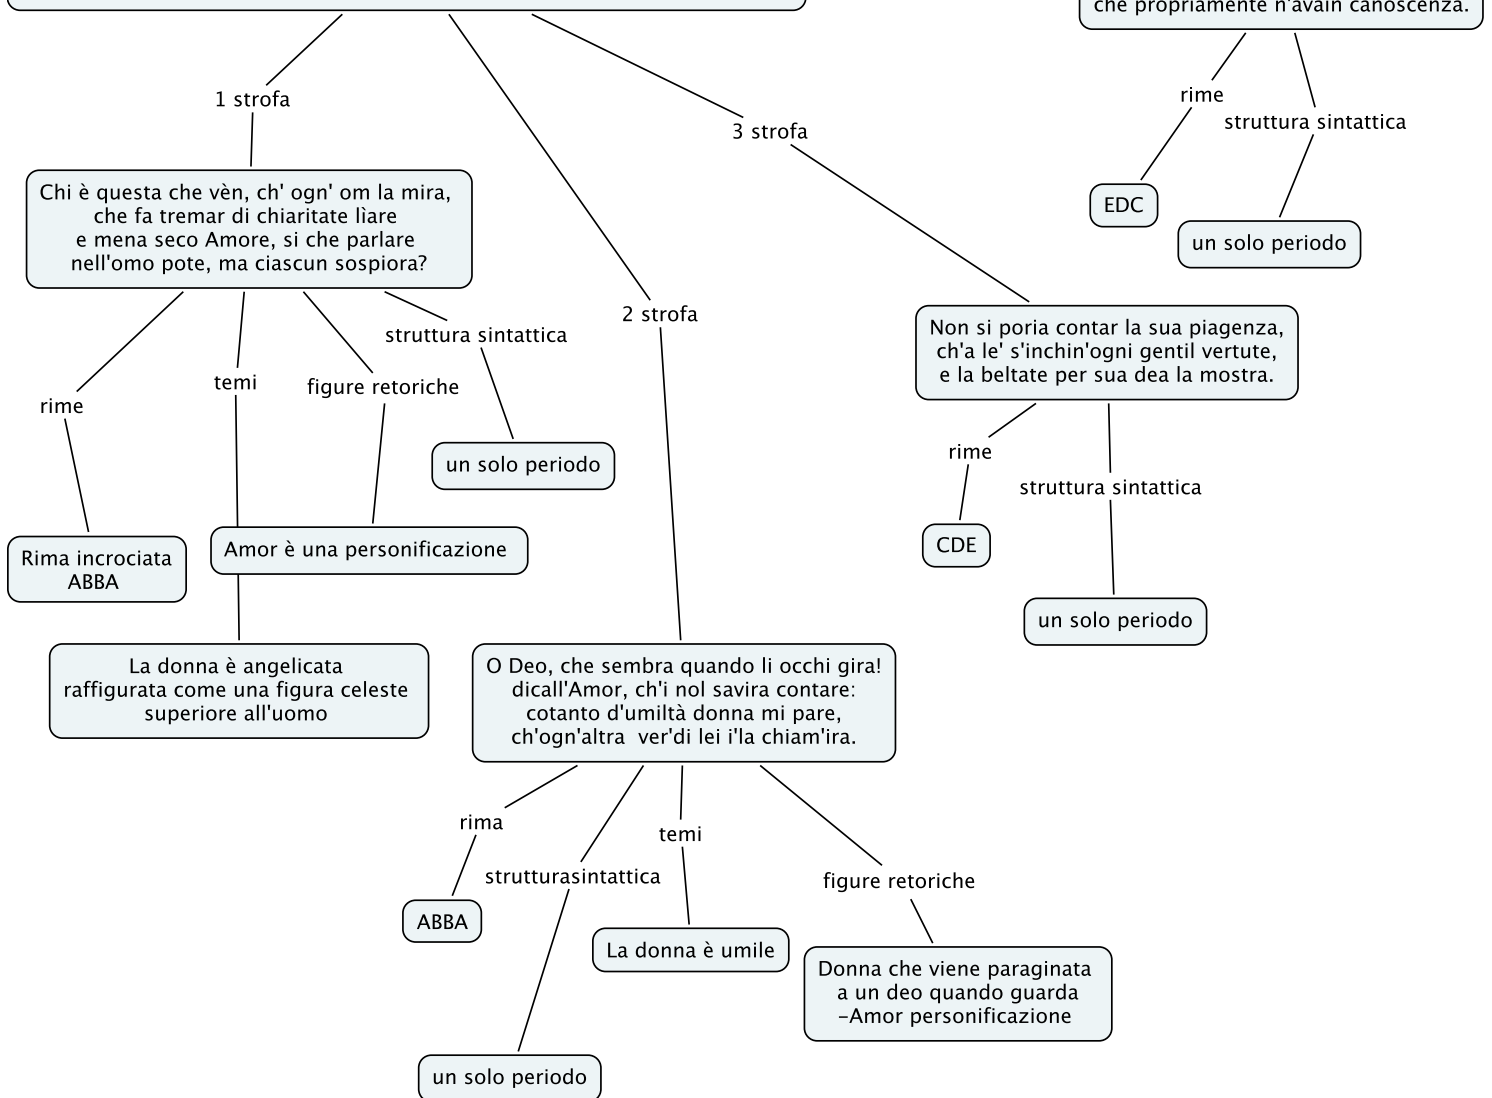 che propriamente n'avain canoscenza.
rime
struttura sintattica
EDC
un solo periodo
1 strofa
3 strofa
2 strofa
Chi è questa che vèn, ch' ogn' om la mira,
che fa tremar di chiaritate lìare
e mena seco Amore, si che parlare
nell'omo pote, ma ciascun sospiora?
rime
temi
figure retoriche
struttura sintattica
Rima incrociata
ABBA
La donna è angelicata
raffigurata come una figura celeste
superiore all'uomo
Amor è una personificazione
un solo periodo
Non si poria contar la sua piagenza,
ch'a le' s'inchin'ogni gentil vertute,
e la beltate per sua dea la mostra.
rime
struttura sintattica
CDE
un solo periodo
O Deo, che sembra quando li occhi gira!
dicall'Amor, ch'i nol savira contare:
cotanto d'umiltà donna mi pare,
ch'ogn'altra  ver'di lei i'la chiam'ira.
rima
strutturasintattica
temi
figure retoriche
ABBA
un solo periodo
La donna è umile
Donna che viene paraginata
a un deo quando guarda
-Amor personificazione